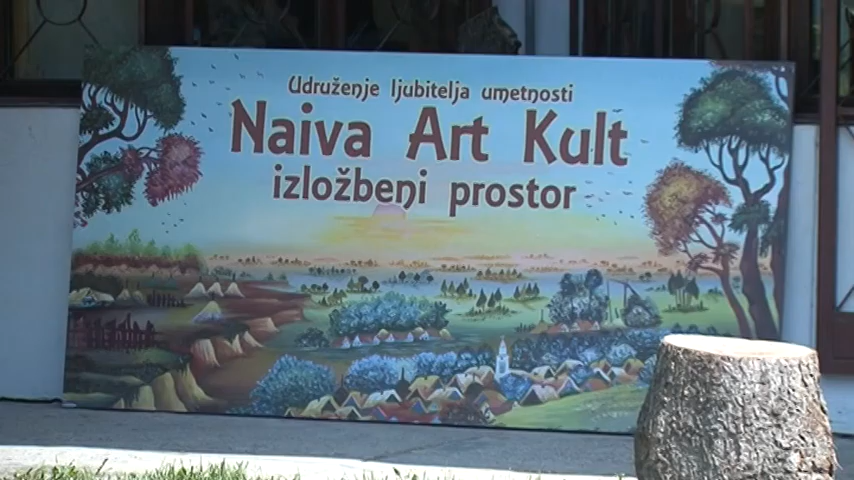 Udruženje ljubitelja umetnosti
Naiva Art Kult
izložbeni prostor